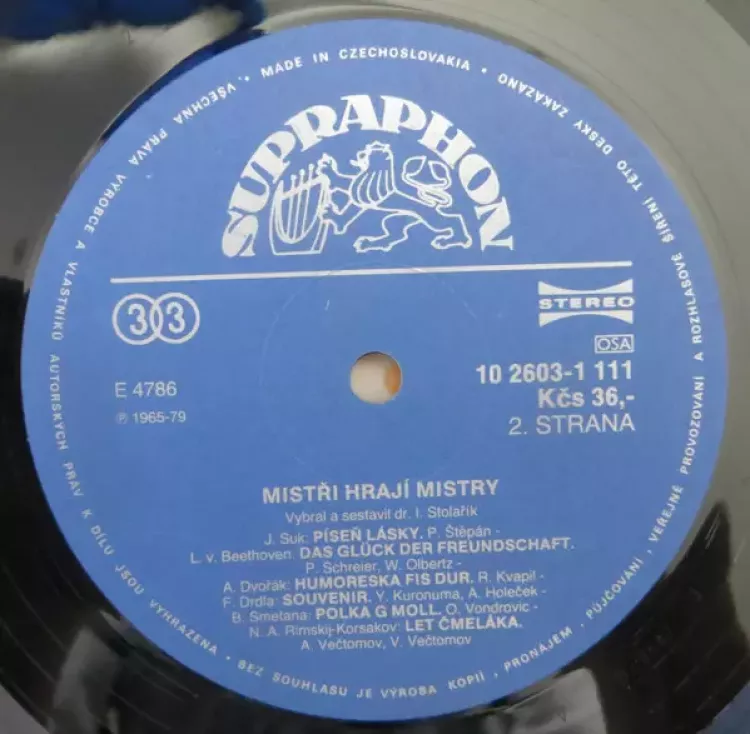 VŠECHNA PRÁVA VÝROBCE A VLASTNÍKŮ AUTORSKÝCH PRÁV K DÍLU JSOU VYHRAZENA • BEZ SOUHLASU JE VÝROBA KOPIÍ, PRONÁJEM, PŮJČOVÁNÍ, VEŘEJNÉ PROVOZOVÁNÍ A ROZHLASOVÉ ŠÍŘENÍ TÉTO DESKY ZAKÁZÁNO • MADE IN CZECHOSLOVAKIA •
SUPRAPHON
33
STEREO
OSA
E 4786
10 2603-1 111
Ⓟ 1965-79
Kčs 36,-
2. STRANA
MISTŘI HRAJÍ MISTRY
Vybral a sestavil dr. I. Stolařík
J. Suk: PÍSEŇ LÁSKY. P. Štěpán -
L. v. Beethoven: DAS GLÜCK DER FREUNDSCHAFT.
P. Schreier, W. Olbertz -
A. Dvořák: HUMORESKA FIS DUR. R. Kvapil -
F. Drdla: SOUVENIR. Y. Kuronuma, A. Holeček -
B. Smetana: POLKA G MOLL. O. Vondrovic -
N. A. Rimskij-Korsakov: LET ČMELÁKA.
A. Večtomov, V. Večtomov